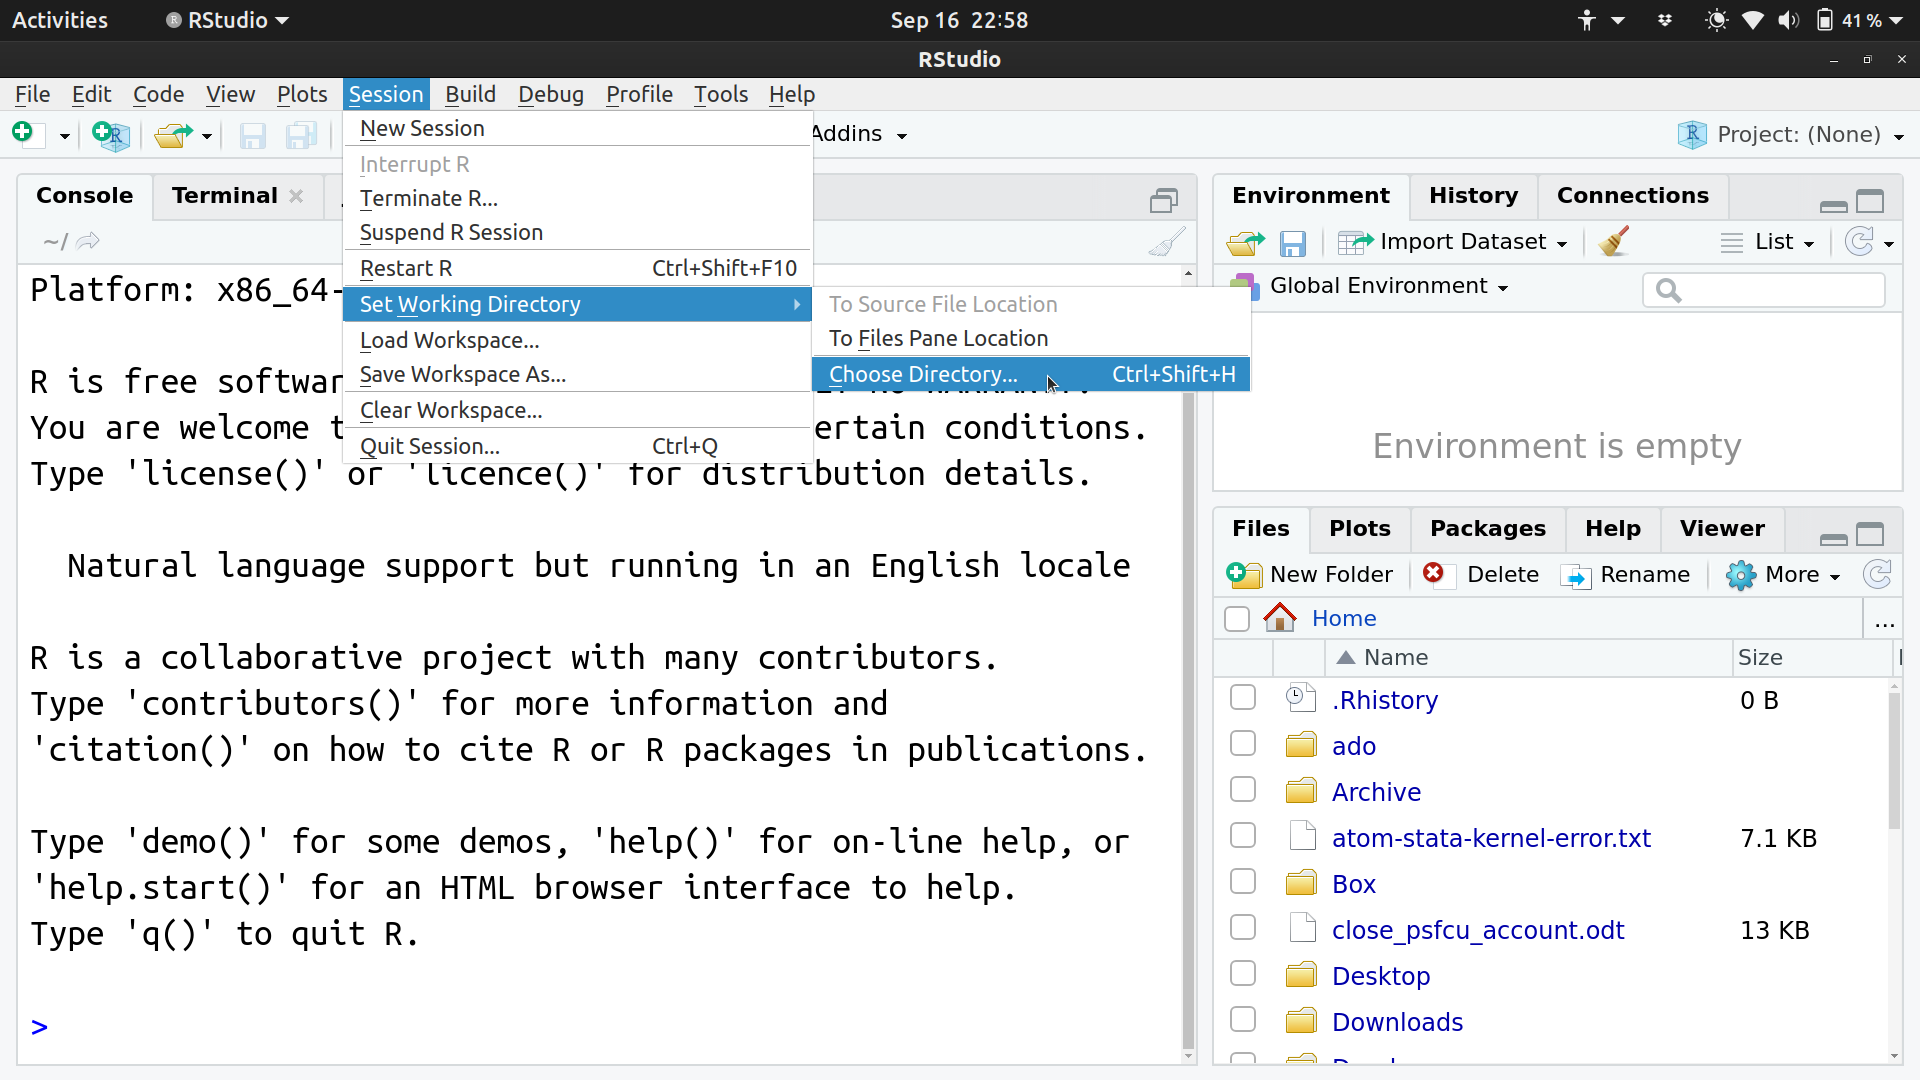 Activities RStudio Sep 16 22:58 41 %
RStudio
File Edit Code View Plots Session Build Debug Profile Tools Help
Addins Project: (None)
New Session
Interrupt R
Terminate R...
Suspend R Session
Restart R Ctrl+Shift+F10
Set Working Directory
Load Workspace...
Save Workspace As...
Clear Workspace...
Quit Session... Ctrl+Q
To Source File Location
To Files Pane Location
Choose Directory... Ctrl+Shift+H
Console Terminal
~/
Platform: x86_64-
R is free softwar
You are welcome t ertain conditions.
Type 'license()' or 'licence()' for distribution details.
Natural language support but running in an English locale
R is a collaborative project with many contributors.
Type 'contributors()' for more information and
'citation()' on how to cite R or R packages in publications.
Type 'demo()' for some demos, 'help()' for on-line help, or
'help.start()' for an HTML browser interface to help.
Type 'q()' to quit R.
>
Environment History Connections
Import Dataset List
Global Environment
Environment is empty
Files Plots Packages Help Viewer
New Folder Delete Rename More
Home ...
Name Size
.Rhistory 0 B
ado
Archive
atom-stata-kernel-error.txt 7.1 KB
Box
close_psfcu_account.odt 13 KB
Desktop
Downloads